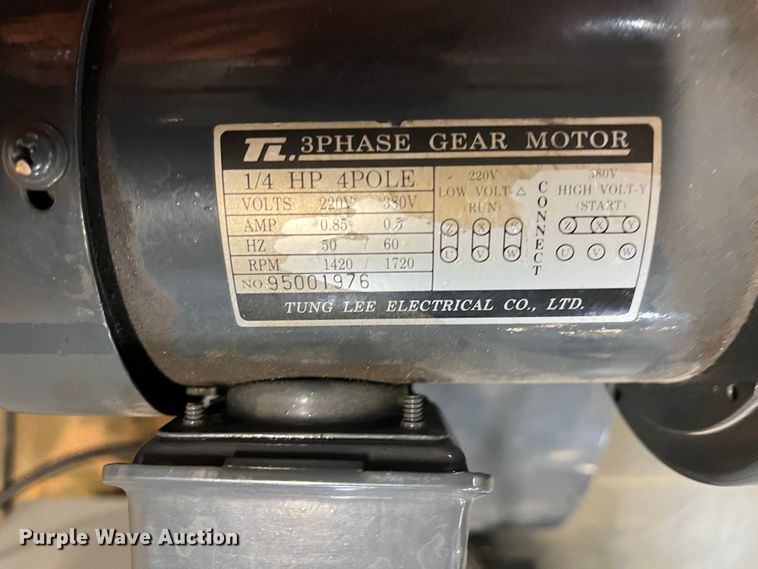 TL. 3PHASE GEAR MOTOR
1/4 HP 4POLE
VOLTS 220V 380V
AMP 0.85
HZ 50 / 60
RPM 1420 / 1720
NO. 95001976
220V
LOW VOLT-△
(RUN)
Z X Y
U V W
CONNECT
380V
HIGH VOLT-Y
(START)
Z X Y
U V W
TUNG LEE ELECTRICAL CO., LTD.
Purple Wave Auction